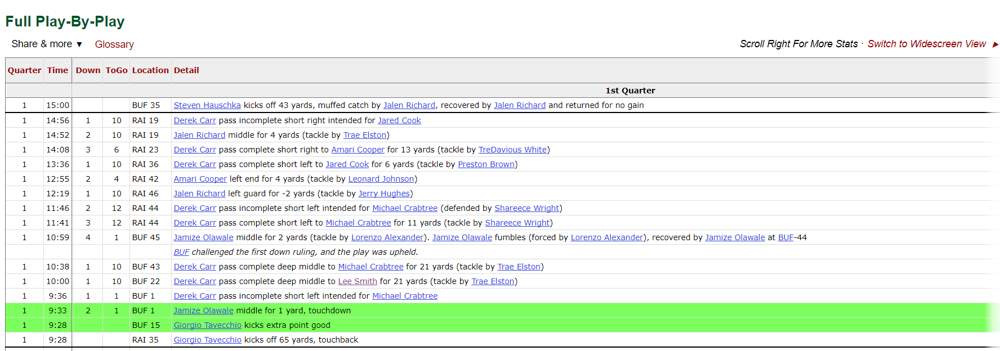 Full Play-By-Play
Share & more ▼ Glossary Scroll Right For More Stats · Switch to Widescreen View ►
Quarter Time Down ToGo Location Detail
1st Quarter
1 15:00 BUF 35 Steven Hauschka kicks off 43 yards, muffed catch by Jalen Richard, recovered by Jalen Richard and returned for no gain
1 14:56 1 10 RAI 19 Derek Carr pass incomplete short right intended for Jared Cook
1 14:52 2 10 RAI 19 Jalen Richard middle for 4 yards (tackle by Trae Elston)
1 14:08 3 6 RAI 23 Derek Carr pass complete short right to Amari Cooper for 13 yards (tackle by TreDavious White)
1 13:36 1 10 RAI 36 Derek Carr pass complete short left to Jared Cook for 6 yards (tackle by Preston Brown)
1 12:55 2 4 RAI 42 Amari Cooper left end for 4 yards (tackle by Leonard Johnson)
1 12:19 1 10 RAI 46 Jalen Richard left guard for -2 yards (tackle by Jerry Hughes)
1 11:46 2 12 RAI 44 Derek Carr pass incomplete short left intended for Michael Crabtree (defended by Shareece Wright)
1 11:41 3 12 RAI 44 Derek Carr pass complete short left to Michael Crabtree for 11 yards (tackle by Shareece Wright)
1 10:59 4 1 BUF 45 Jamize Olawale middle for 2 yards (tackle by Lorenzo Alexander). Jamize Olawale fumbles (forced by Lorenzo Alexander), recovered by Jamize Olawale at BUF-44
BUF challenged the first down ruling, and the play was upheld.
1 10:38 1 10 BUF 43 Derek Carr pass complete deep middle to Michael Crabtree for 21 yards (tackle by Trae Elston)
1 10:00 1 10 BUF 22 Derek Carr pass complete deep middle to Lee Smith for 21 yards (tackle by Trae Elston)
1 9:36 1 1 BUF 1 Derek Carr pass incomplete short left intended for Michael Crabtree
1 9:33 2 1 BUF 1 Jamize Olawale middle for 1 yard, touchdown
1 9:28 BUF 15 Giorgio Tavecchio kicks extra point good
1 9:28 RAI 35 Giorgio Tavecchio kicks off 65 yards, touchback